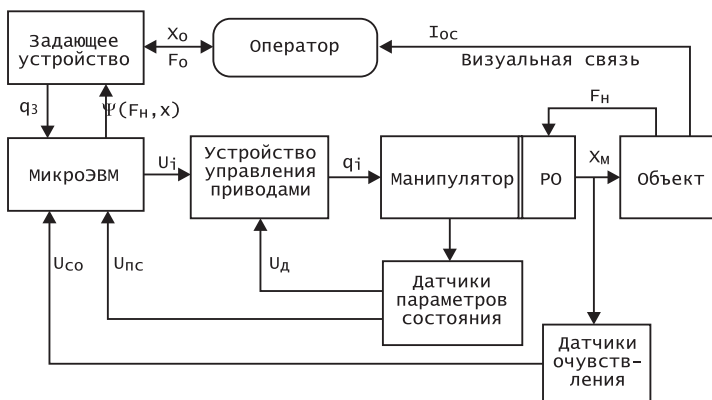 Задающее
устройство
Xо
Fо
Оператор
Iос
Визуальная связь
qз
Ψ(Fн,x)
Fн
МикроЭВМ
Ui
Устройство
управления
приводами
qi
Манипулятор
РО
Xм
Объект
Uсо
Uпс
Uд
Датчики
параметров
состояния
Датчики
очувств-
ления